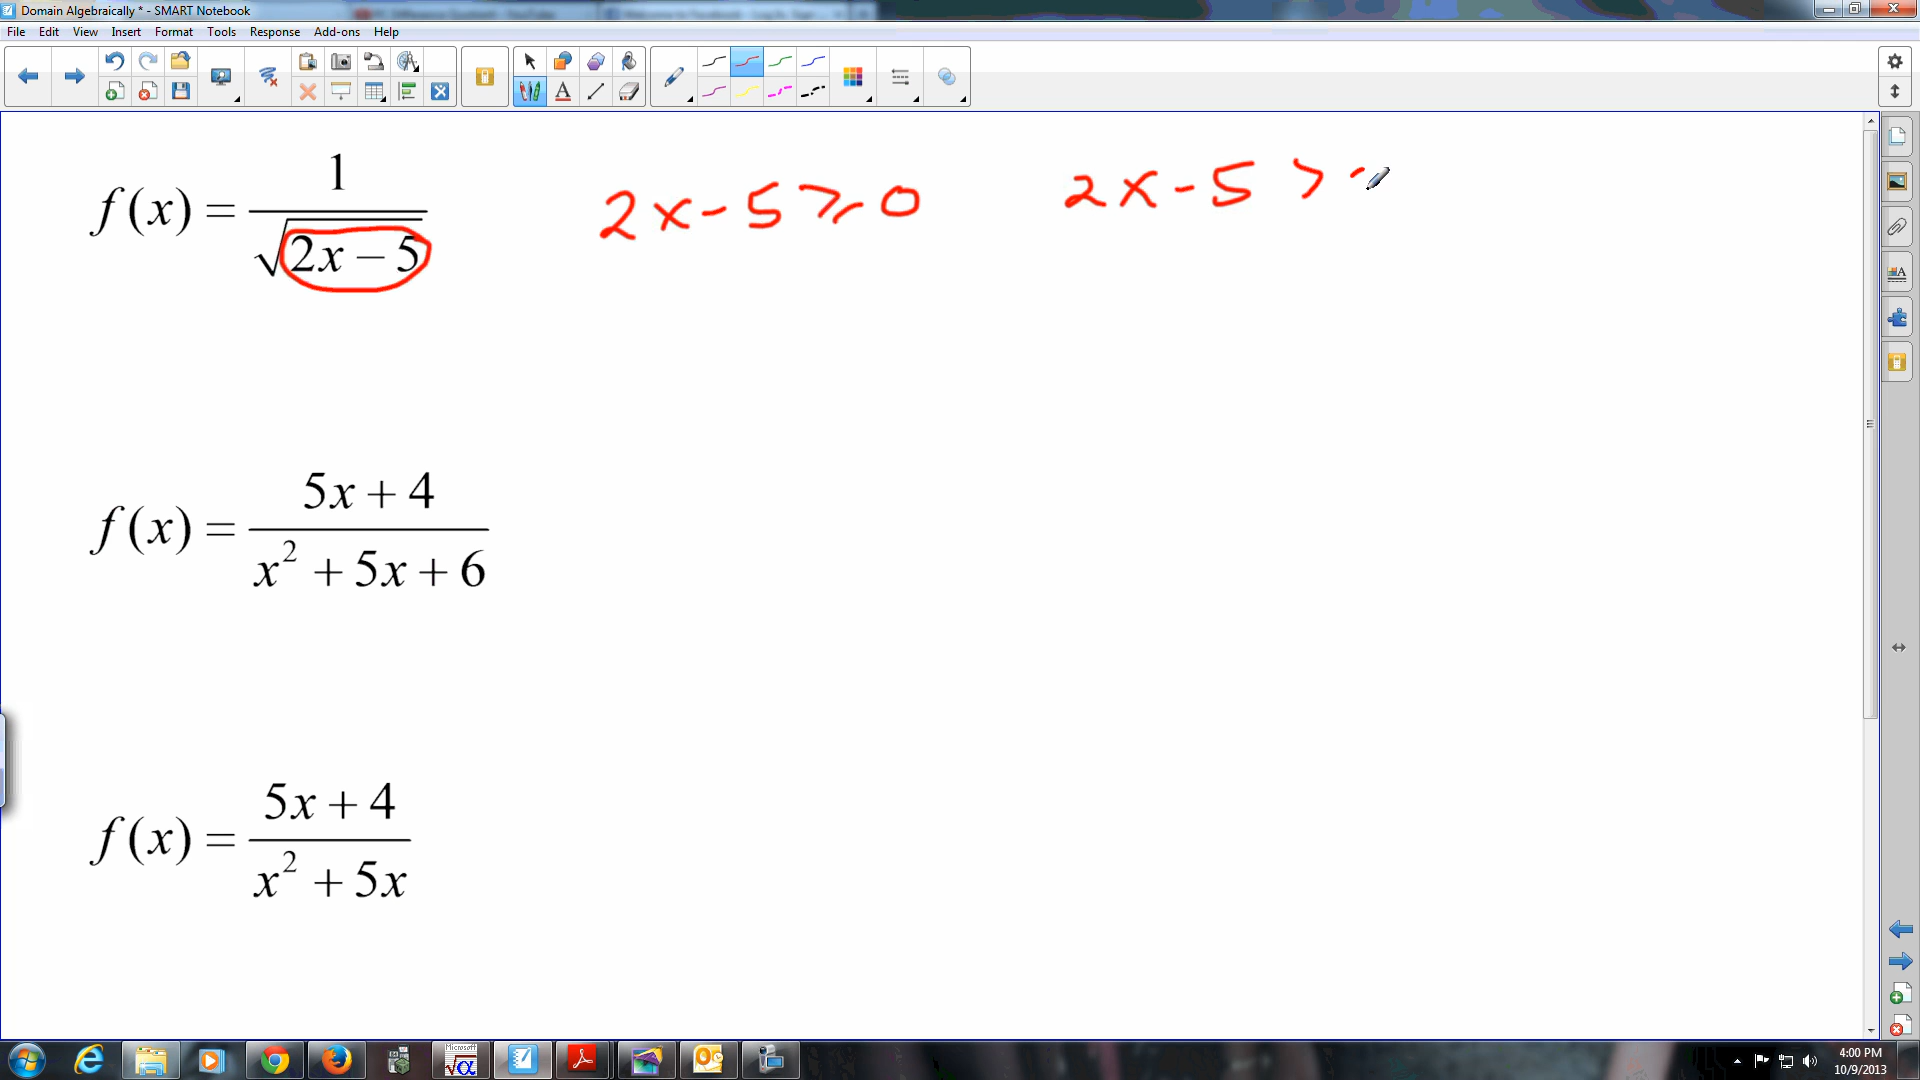 Domain Algebraically * - SMART Notebook
File Edit View Insert Format Tools Response Add-ons Help
f(x) = 1 / √(2x − 5)
2x - 5 ≥ 0
2x - 5 >
f(x) = (5x + 4) / (x² + 5x + 6)
f(x) = (5x + 4) / (x² + 5x)
Microsoft
√α
4:00 PM
10/9/2013